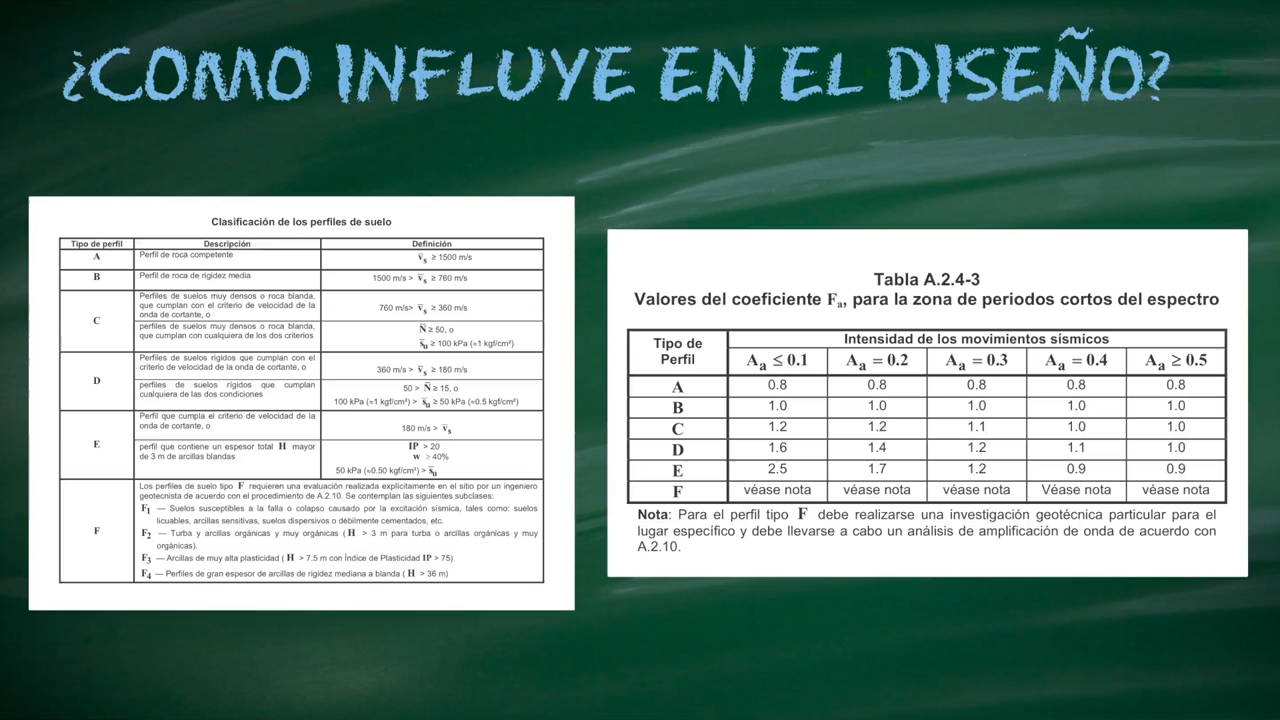 ¿COMO INFLUYE EN EL DISEÑO?
Clasificación de los perfiles de suelo
Tipo de perfil Descripción Definición
A Perfil de roca competente v̄s ≥ 1500 m/s
B Perfil de roca de rigidez media 1500 m/s > v̄s ≥ 760 m/s
C
Perfiles de suelos muy densos o roca blanda,
que cumplan con el criterio de velocidad de la
onda de cortante, o
760 m/s> v̄s ≥ 360 m/s
perfiles de suelos muy densos o roca blanda,
que cumplan con cualquiera de los dos criterios
N̄ ≥ 50, o
s̄u ≥ 100 kPa (≈1 kgf/cm²)
D
Perfiles de suelos rígidos que cumplan con el
criterio de velocidad de la onda de cortante, o
360 m/s > v̄s ≥ 180 m/s
perfiles de suelos rígidos que cumplan
cualquiera de las dos condiciones
50 > N̄ ≥ 15, o
100 kPa (≈1 kgf/cm²) > s̄u ≥ 50 kPa (≈0.5 kgf/cm²)
E
Perfil que cumpla el criterio de velocidad de la
onda de cortante, o
180 m/s > v̄s
perfil que contiene un espesor total H mayor
de 3 m de arcillas blandas
IP > 20
w ≥ 40%
50 kPa (≈0.50 kgf/cm²) > s̄u
F
Los perfiles de suelo tipo F requieren una evaluación realizada explícitamente en el sitio por un ingeniero
geotecnista de acuerdo con el procedimiento de A.2.10. Se contemplan las siguientes subclases:
F1 — Suelos susceptibles a la falla o colapso causado por la excitación sísmica, tales como: suelos
licuables, arcillas sensitivas, suelos dispersivos o débilmente cementados, etc.
F2 — Turba y arcillas orgánicas y muy orgánicas ( H > 3 m para turba o arcillas orgánicas y muy
orgánicas).
F3 — Arcillas de muy alta plasticidad ( H > 7.5 m con Índice de Plasticidad IP > 75)
F4 — Perfiles de gran espesor de arcillas de rigidez mediana a blanda ( H > 36 m)
Tabla A.2.4-3
Valores del coeficiente Fa, para la zona de periodos cortos del espectro
Tipo de
Perfil
Intensidad de los movimientos sísmicos
Aa ≤ 0.1 Aa = 0.2 Aa = 0.3 Aa = 0.4 Aa ≥ 0.5
A 0.8 0.8 0.8 0.8 0.8
B 1.0 1.0 1.0 1.0 1.0
C 1.2 1.2 1.1 1.0 1.0
D 1.6 1.4 1.2 1.1 1.0
E 2.5 1.7 1.2 0.9 0.9
F véase nota véase nota véase nota Véase nota véase nota
Nota: Para el perfil tipo F debe realizarse una investigación geotécnica particular para el
lugar específico y debe llevarse a cabo un análisis de amplificación de onda de acuerdo con
A.2.10.